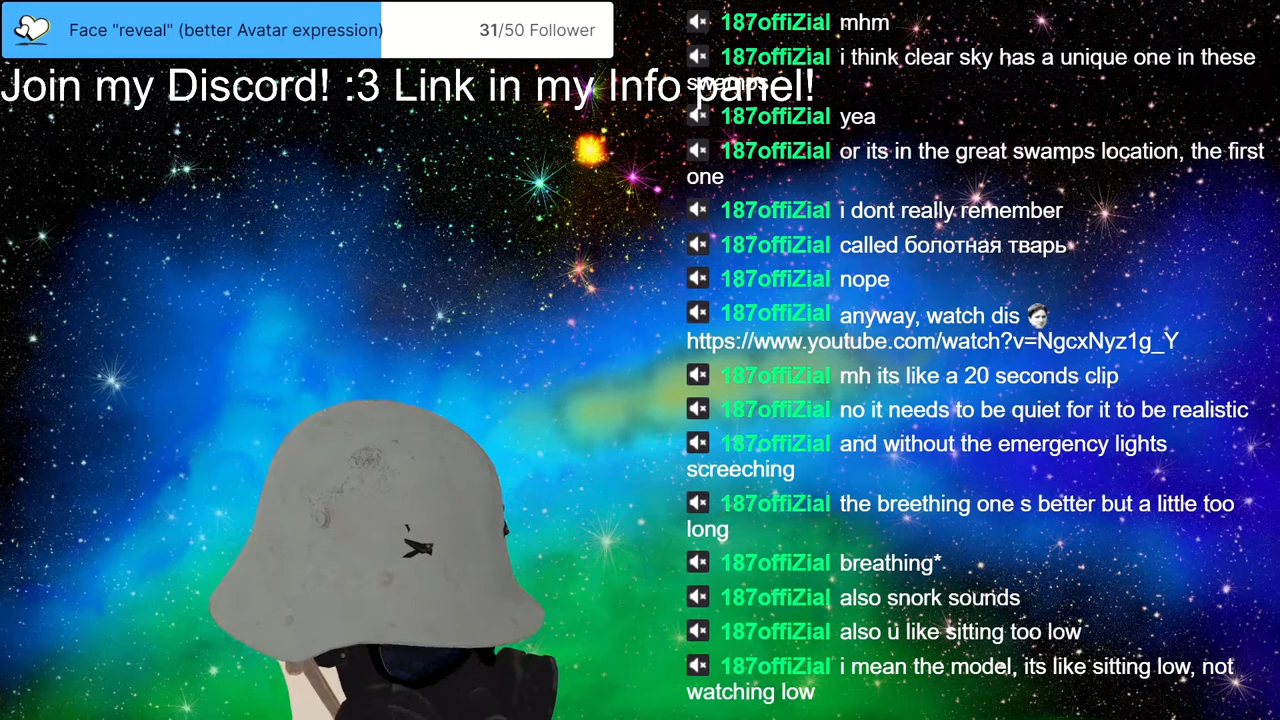 Face "reveal" (better Avatar expression) 31/50 Follower
Join my Discord! :3 Link in my Info panel!
187offiZial mhm
187offiZial i think clear sky has a unique one in these
swamps
187offiZial yea
187offiZial or its in the great swamps location, the first
one
187offiZial i dont really remember
187offiZial called болотная тварь
187offiZial nope
187offiZial anyway, watch dis
https://www.youtube.com/watch?v=NgcxNyz1g_Y
187offiZial mh its like a 20 seconds clip
187offiZial no it needs to be quiet for it to be realistic
187offiZial and without the emergency lights
screeching
187offiZial the breething one s better but a little too
long
187offiZial breathing*
187offiZial also snork sounds
187offiZial also u like sitting too low
187offiZial i mean the model, its like sitting low, not
watching low